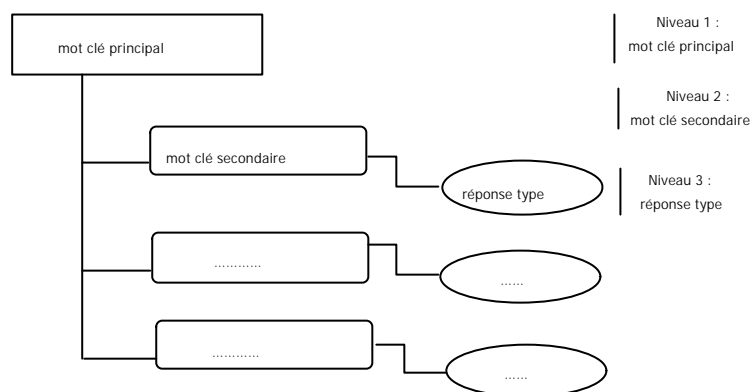 mot clé principal
Niveau 1 :
mot clé principal
Niveau 2 :
mot clé secondaire
mot clé secondaire
réponse type
Niveau 3 :
réponse type
…………
……
…………
……